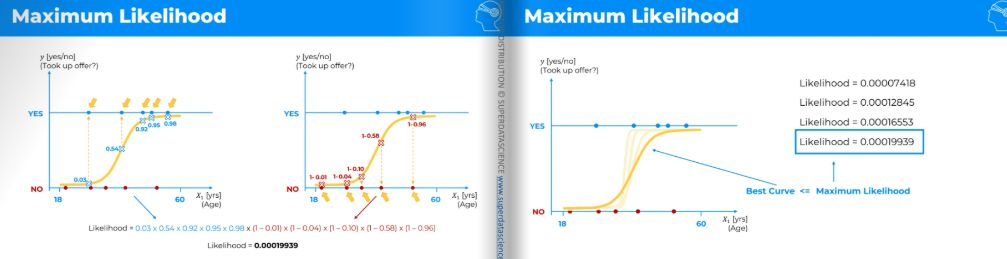 Maximum Likelihood
y [yes/no]
(Took up offer?)
YES
0.03
0.54
0.92
0.95
0.98
NO
18
60
X₁ [yrs]
(Age)
y [yes/no]
(Took up offer?)
YES
1-0.01
1-0.04
1-0.10
1-0.58
1-0.96
NO
18
60
X₁ [yrs]
(Age)
Likelihood = 0.03 x 0.54 x 0.92 x 0.95 x 0.98 x (1 – 0.01) x (1 – 0.04) x (1 – 0.10) x (1 – 0.58) x (1 – 0.96)
Likelihood = 0.00019939
DISTRIBUTION © SUPERDATASCIENCE www.superdatascience
Maximum Likelihood
y [yes/no]
(Took up offer?)
YES
NO
18
60
X₁ [yrs]
(Age)
Likelihood = 0.00007418
Likelihood = 0.00012845
Likelihood = 0.00016553
Likelihood = 0.00019939
Best Curve <= Maximum Likelihood